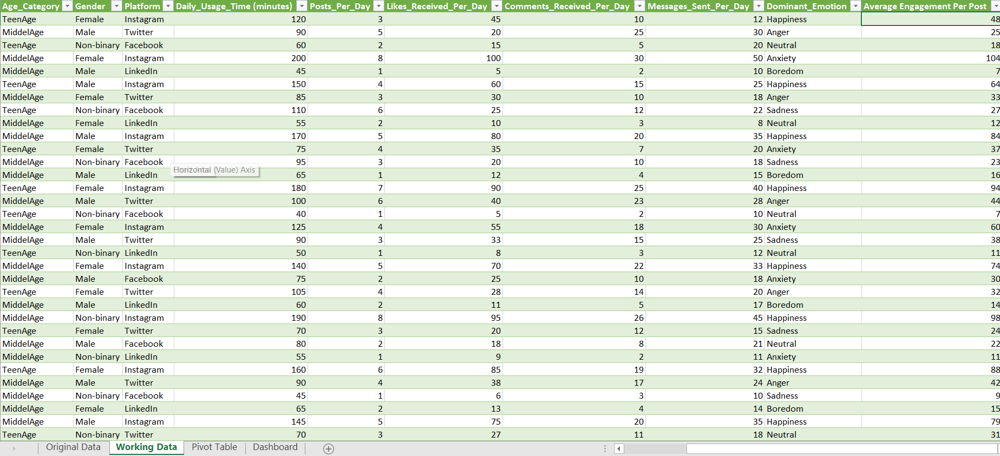 Age_Category Gender Platform Daily_Usage_Time (minutes) Posts_Per_Day Likes_Received_Per_Day Comments_Received_Per_Day Messages_Sent_Per_Day Dominant_Emotion Average Engagement Per Post
TeenAge Female Instagram 120 3 45 10 12 Happiness 48
MiddelAge Male Twitter 90 5 20 25 30 Anger 25
TeenAge Non-binary Facebook 60 2 15 5 20 Neutral 18
MiddelAge Female Instagram 200 8 100 30 50 Anxiety 104
MiddelAge Male LinkedIn 45 1 5 2 10 Boredom 7
TeenAge Male Instagram 150 4 60 15 25 Happiness 64
MiddelAge Female Twitter 85 3 30 10 18 Anger 33
TeenAge Non-binary Facebook 110 6 25 12 22 Sadness 27
MiddelAge Female LinkedIn 55 2 10 3 8 Neutral 12
MiddelAge Male Instagram 170 5 80 20 35 Happiness 84
TeenAge Female Twitter 75 4 35 7 20 Anxiety 37
MiddelAge Non-binary Facebook 95 3 20 10 18 Sadness 23
Horizontal (Value) Axis
MiddelAge Male LinkedIn 65 1 12 4 15 Boredom 16
TeenAge Female Instagram 180 7 90 25 40 Happiness 94
MiddelAge Male Twitter 100 6 40 23 28 Anger 44
TeenAge Non-binary Facebook 40 1 5 2 10 Neutral 7
MiddelAge Female Instagram 125 4 55 18 30 Anxiety 60
MiddelAge Male Twitter 90 3 33 15 25 Sadness 38
TeenAge Non-binary LinkedIn 50 1 8 3 12 Neutral 11
MiddelAge Female Instagram 140 5 70 22 33 Happiness 74
MiddelAge Male Facebook 75 2 25 10 18 Anxiety 30
TeenAge Female Twitter 105 4 28 14 20 Anger 32
MiddelAge Male LinkedIn 60 2 11 5 17 Boredom 14
MiddelAge Non-binary Instagram 190 8 95 26 45 Happiness 98
TeenAge Female Twitter 70 3 20 12 15 Sadness 24
MiddelAge Male Facebook 80 2 18 8 21 Neutral 22
MiddelAge Non-binary LinkedIn 55 1 9 2 11 Anxiety 11
TeenAge Female Instagram 160 6 85 19 32 Happiness 88
MiddelAge Male Twitter 90 4 38 17 24 Anger 42
MiddelAge Non-binary Facebook 45 1 6 3 10 Sadness 9
MiddelAge Female LinkedIn 65 2 13 4 14 Boredom 15
MiddelAge Male Instagram 145 5 75 20 35 Happiness 79
TeenAge Non-binary Twitter 70 3 27 11 18 Neutral 31
Original Data Working Data Pivot Table Dashboard